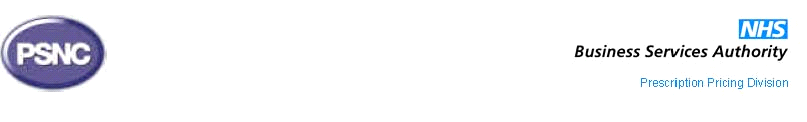 PSNC
NHS
Business Services Authority
Prescription Pricing Division